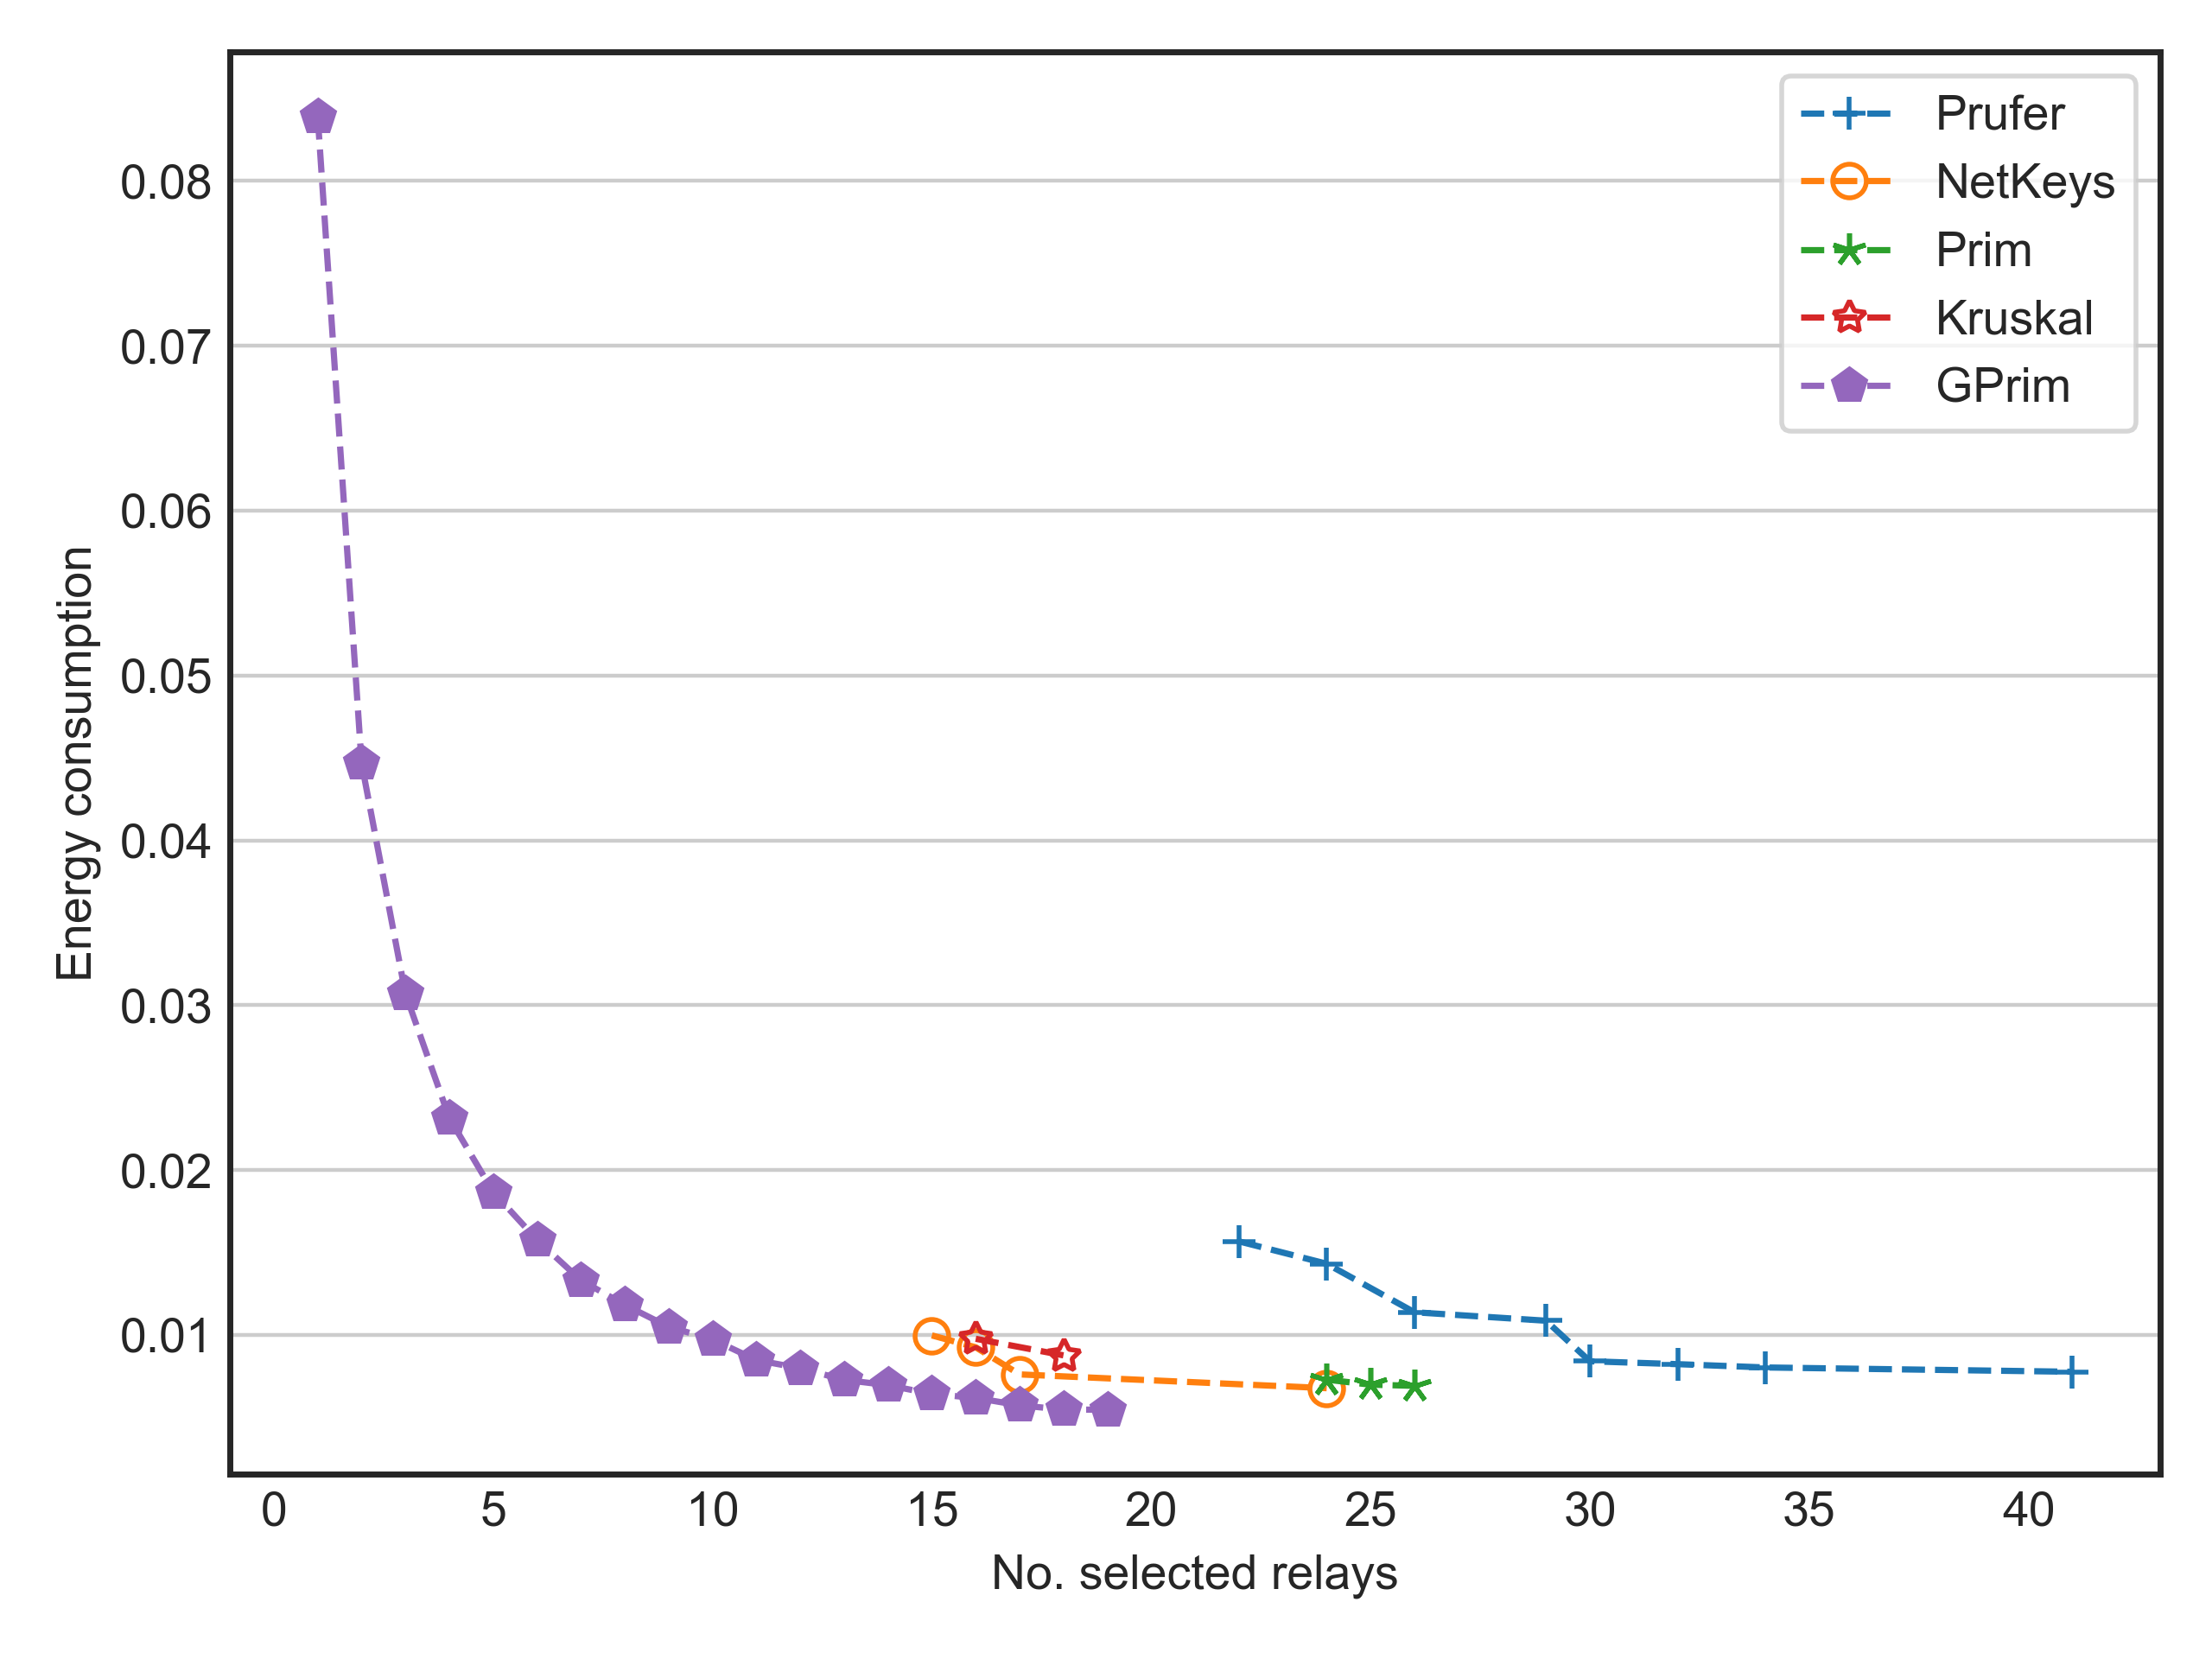 Energy consumption
0.08
0.07
0.06
0.05
0.04
0.03
0.02
0.01
Prufer
NetKeys
Prim
Kruskal
GPrim
0 5 10 15 20 25 30 35 40
No. selected relays